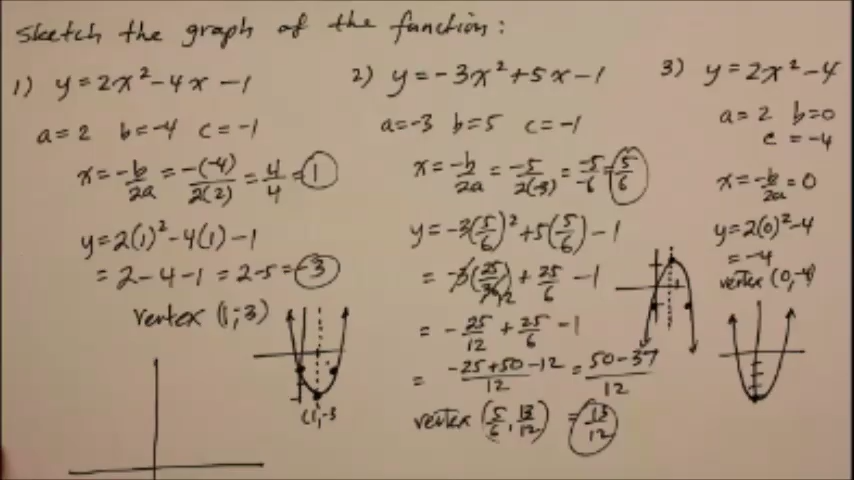 Sketch the graph of the function:
1) y = 2x² - 4x - 1
a = 2 b = -4 c = -1
x = -b/2a = -(-4)/2(2) = 4/4 = 1
y = 2(1)² - 4(1) - 1
= 2 - 4 - 1 = 2 - 5 = -3
vertex (1, -3)
(1, -3
2) y = -3x² + 5x - 1
a = -3 b = 5 c = -1
x = -b/2a = -5/2(-3) = -5/-6 = 5/6
y = -3(5/6)² + 5(5/6) - 1
= -3(25/36) 12 + 25/6 - 1
= -25/12 + 25/6 - 1
= -25+50-12/12 = 50-37/12
vertex (5/6, 13/12) = 13/12
3) y = 2x² - 4
a = 2 b = 0
c = -4
x = -b/2a = 0
y = 2(0)² - 4
= -4
vertex (0, -4)